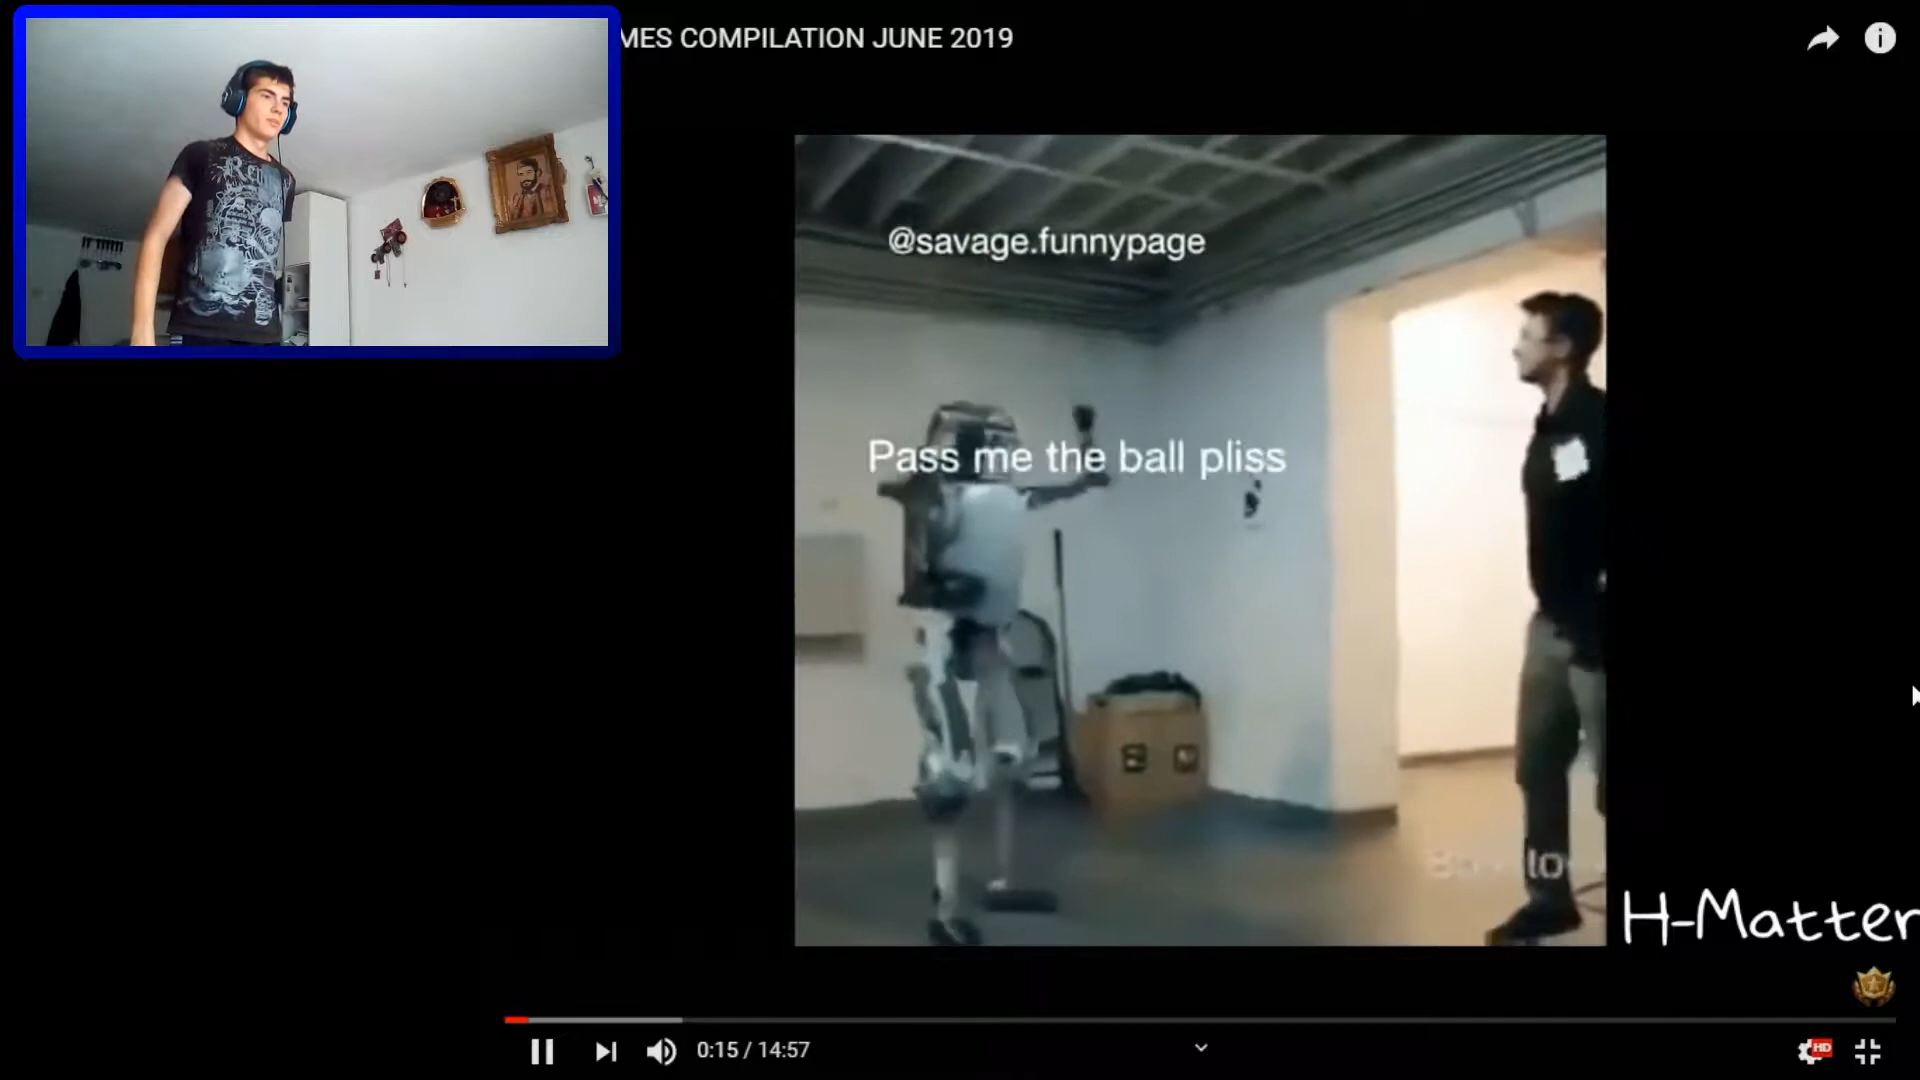 MES COMPILATION JUNE 2019
@savage.funnypage
Pass me the ball pliss
H-Matter
0:15 / 14:57
HD